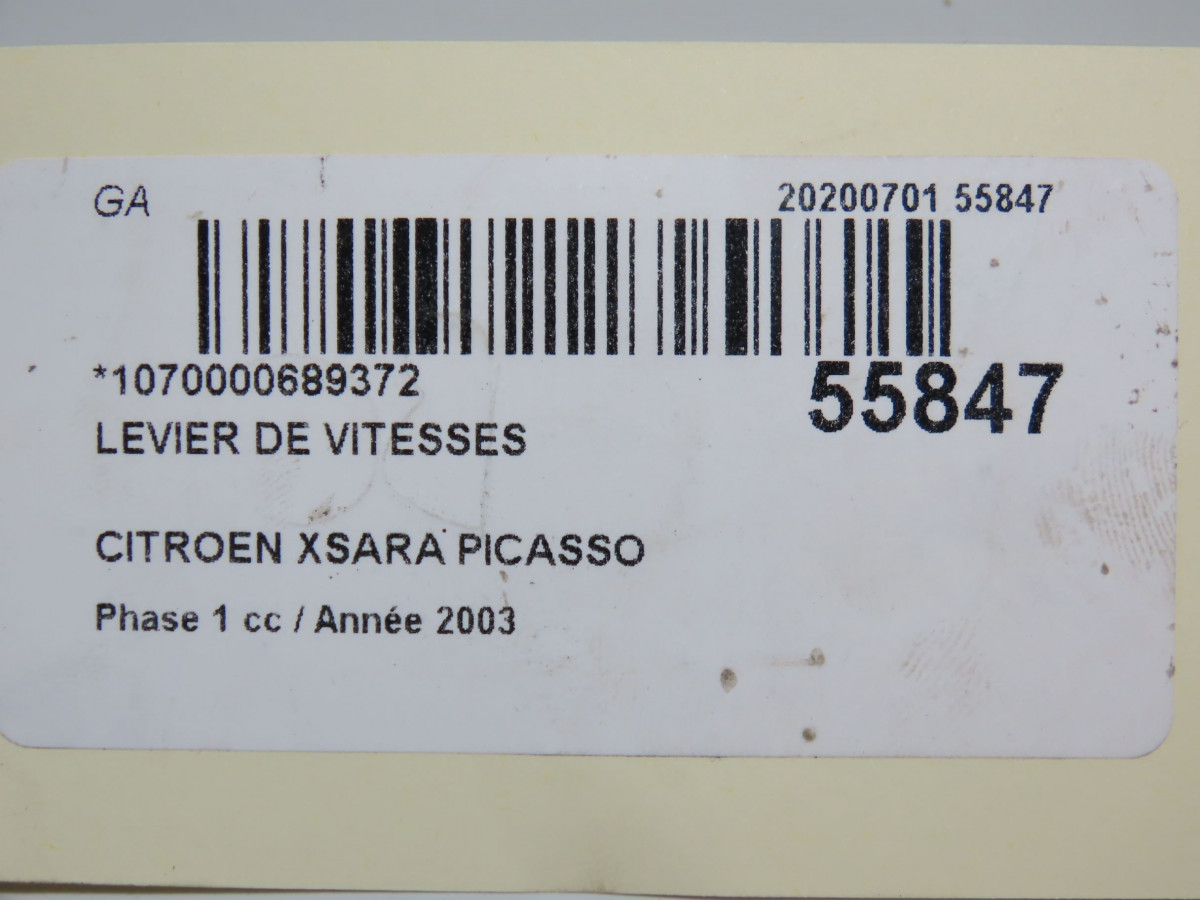 GA 20200701 55847
*1070000689372 55847
LEVIER DE VITESSES
CITROEN XSARA PICASSO
Phase 1 cc / Année 2003